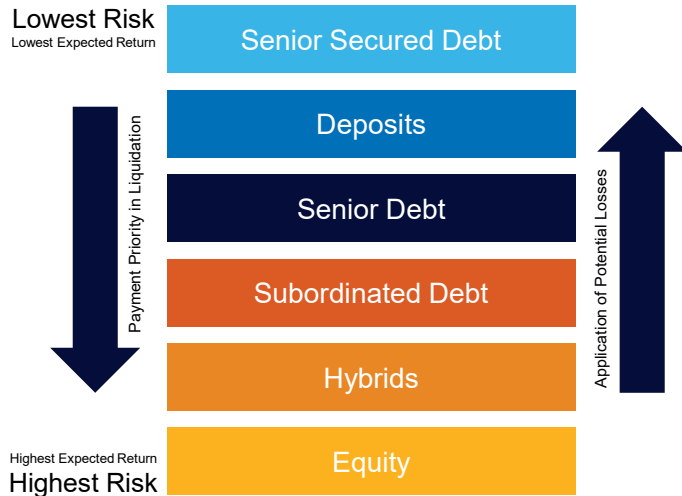 Lowest Risk
Lowest Expected Return
Senior Secured Debt
Deposits
Senior Debt
Subordinated Debt
Hybrids
Equity
Payment Priority in Liquidation
Application of Potential Losses
Highest Expected Return
Highest Risk